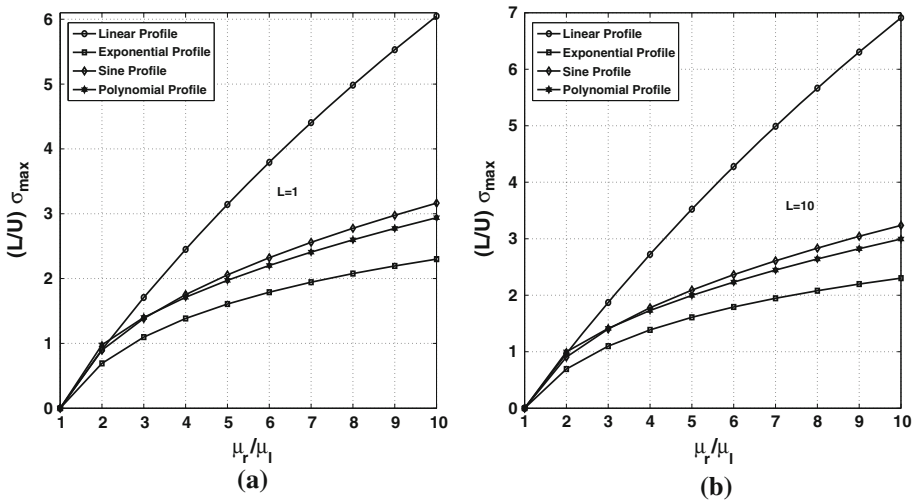 6
5
4
3
2
1
0
(L/U) σmax
Linear Profile
Exponential Profile
Sine Profile
Polynomial Profile
L=1
1 2 3 4 5 6 7 8 9 10
μr/μl
(a)
7
6
5
4
3
2
1
0
(L/U) σmax
Linear Profile
Exponential Profile
Sine Profile
Polynomial Profile
L=10
1 2 3 4 5 6 7 8 9 10
μr/μl
(b)